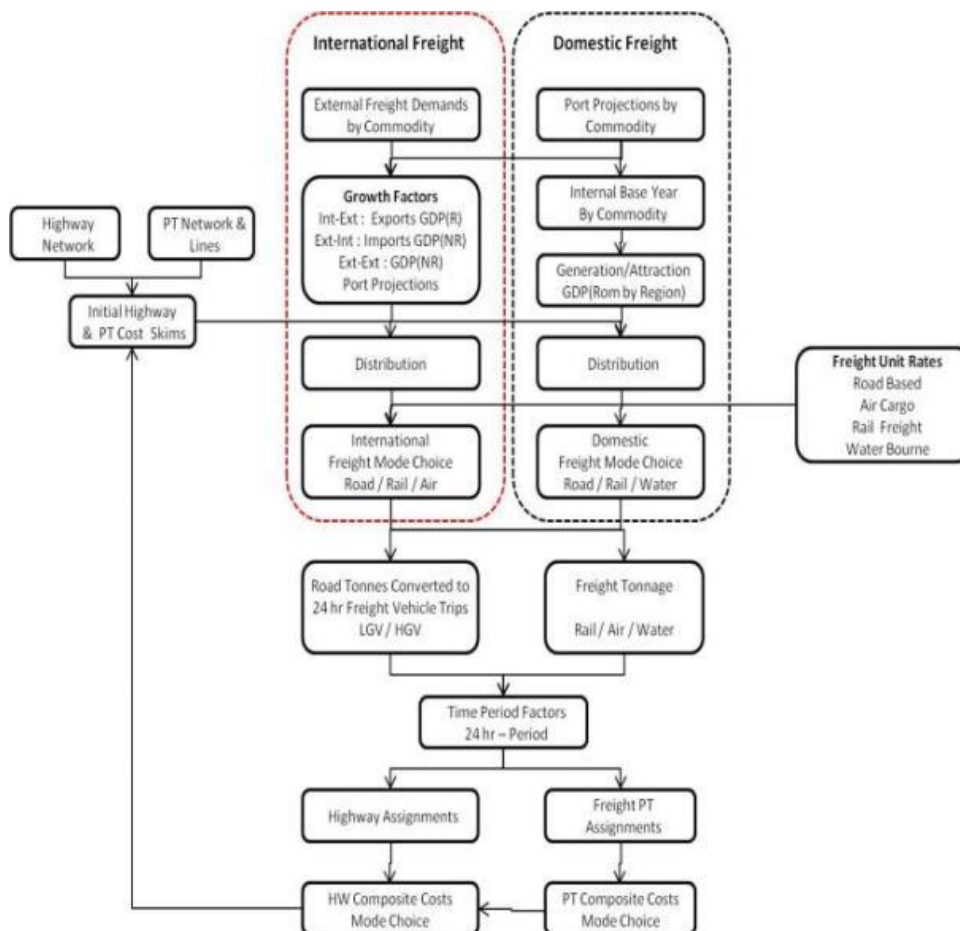 International Freight
Domestic Freight
External Freight Demands
by Commodity
Port Projections by
Commodity
Growth Factors
Int-Ext : Exports GDP(R)
Ext-Int : Imports GDP(NR)
Ext-Ext : GDP(NR)
Port Projections
Internal Base Year
By Commodity
Highway
Network
PT Network &
Lines
Generation/Attraction
GDP(Rom by Region)
Initial Highway
& PT Cost Skims
Distribution
Distribution
Freight Unit Rates
Road Based
Air Cargo
Rail Freight
Water Bourne
International
Freight Mode Choice
Road / Rail / Air
Domestic
Freight Mode Choice
Road / Rail / Water
Road Tonnes Converted to
24 hr Freight Vehicle Trips
LGV / HGV
Freight Tonnage
Rail / Air / Water
Time Period Factors
24 hr – Period
Highway Assignments
Freight PT
Assignments
HW Composite Costs
Mode Choice
PT Composite Costs
Mode Choice